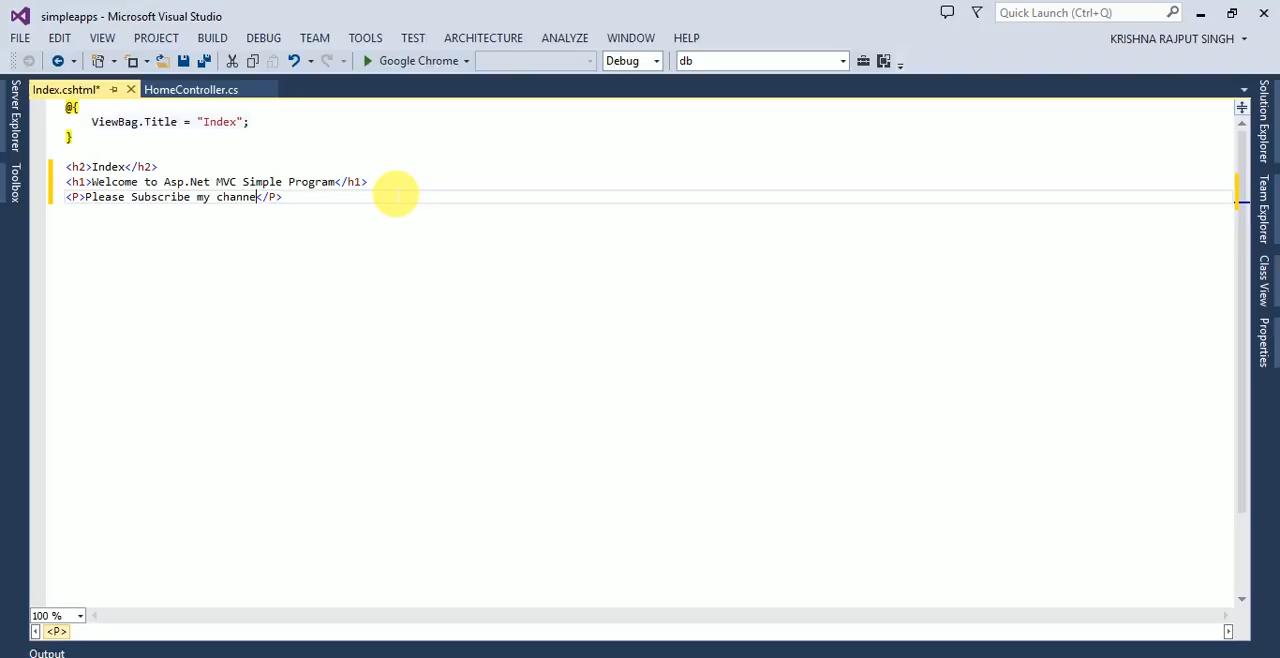 simpleapps - Microsoft Visual Studio
Quick Launch (Ctrl+Q)
FILE EDIT VIEW PROJECT BUILD DEBUG TEAM TOOLS TEST ARCHITECTURE ANALYZE WINDOW HELP
KRISHNA RAJPUT SINGH
Google Chrome Debug db
Index.cshtml* HomeController.cs
@{
ViewBag.Title = "Index";
}
<h2>Index</h2>
<h1>Welcome to Asp.Net MVC Simple Program</h1>
<P>Please Subscribe my channe</P>
Server Explorer
Toolbox
Solution Explorer
Team Explorer
Class View
Properties
100 %
<P>
Output